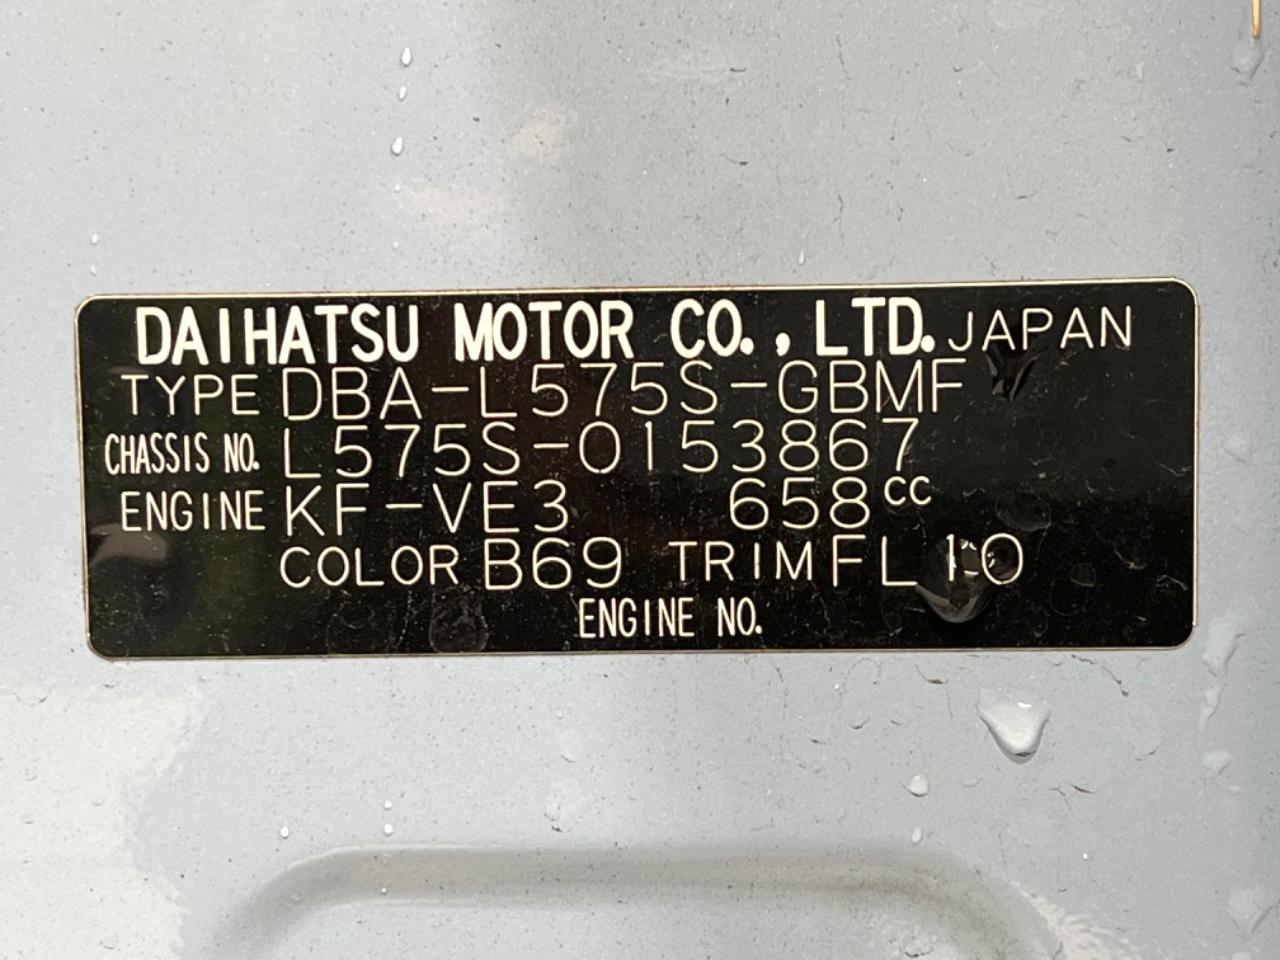 DAIHATSU MOTOR CO., LTD. JAPAN
TYPE DBA-L575S-GBMF
CHASSIS NO. L575S-0153867
ENGINE KF-VE3 658cc
COLOR B69 TRIM FL10
ENGINE NO.